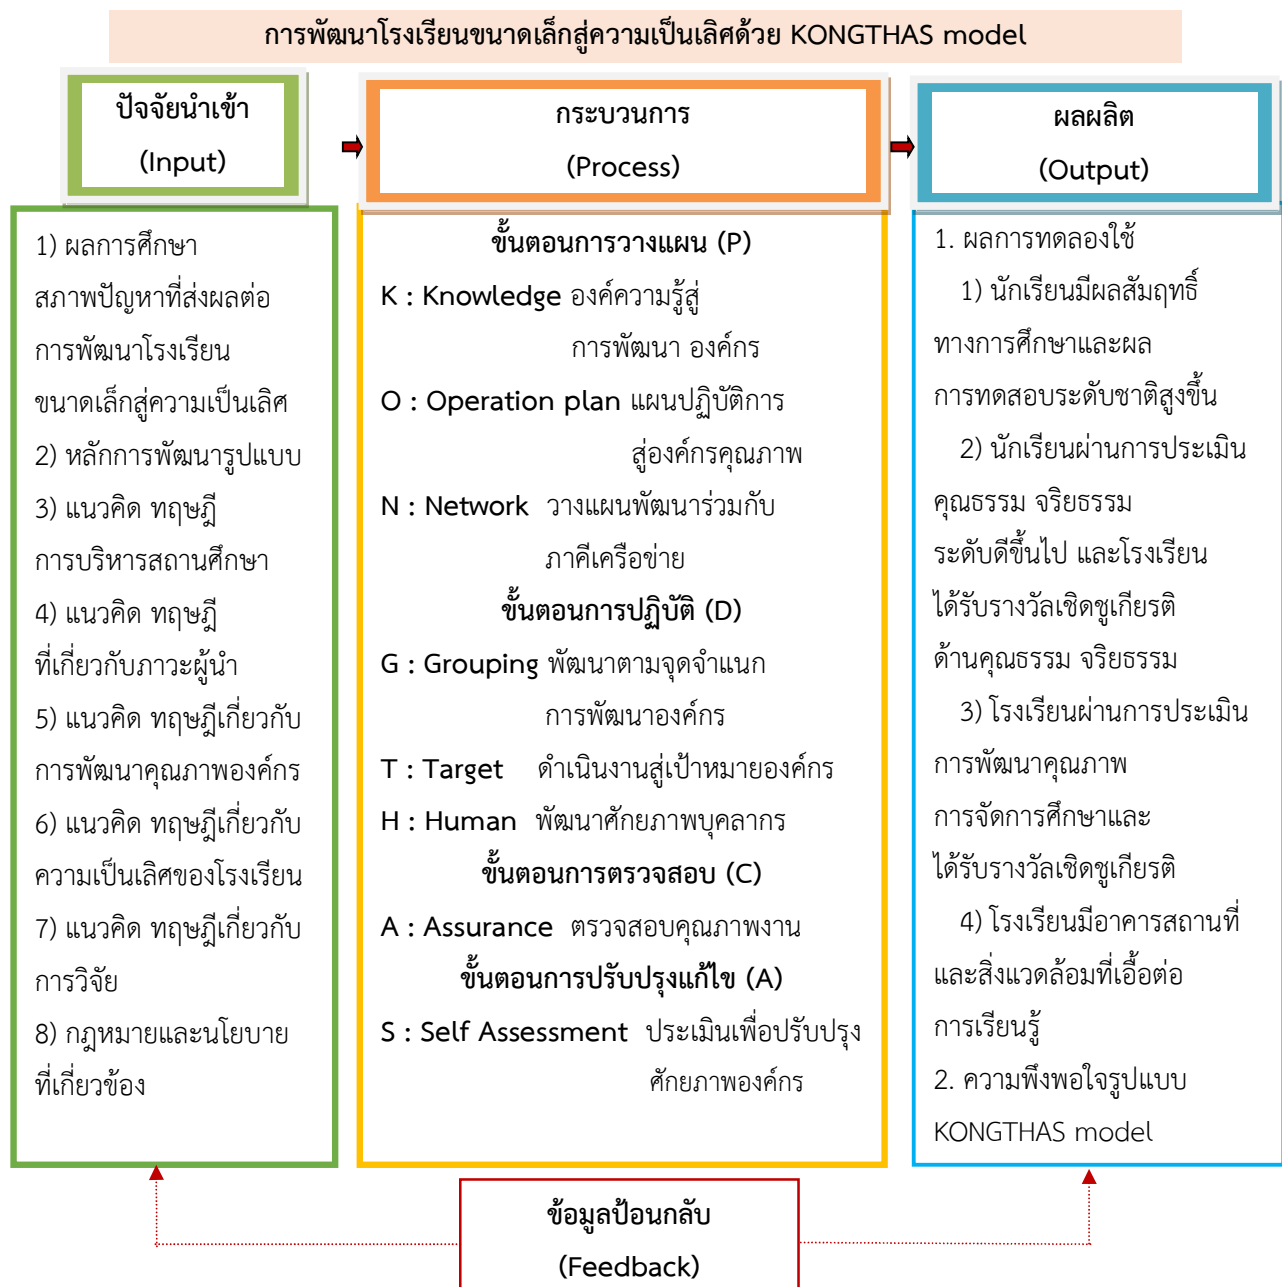 การพัฒนาโรงเรียนขนาดเล็กสู่ความเป็นเลิศด้วย KONGTHAS model
ปัจจัยนำเข้า
(Input)
กระบวนการ
(Process)
ผลผลิต
(Output)
1) ผลการศึกษา
สภาพปัญหาที่ส่งผลต่อ
การพัฒนาโรงเรียน
ขนาดเล็กสู่ความเป็นเลิศ
2) หลักการพัฒนารูปแบบ
3) แนวคิด ทฤษฎี
การบริหารสถานศึกษา
4) แนวคิด ทฤษฎี
ที่เกี่ยวกับภาวะผู้นำ
5) แนวคิด ทฤษฎีเกี่ยวกับ
การพัฒนาคุณภาพองค์กร
6) แนวคิด ทฤษฎีเกี่ยวกับ
ความเป็นเลิศของโรงเรียน
7) แนวคิด ทฤษฎีเกี่ยวกับ
การวิจัย
8) กฎหมายและนโยบาย
ที่เกี่ยวข้อง
ขั้นตอนการวางแผน (P)
K : Knowledge องค์ความรู้สู่
การพัฒนา องค์กร
O : Operation plan แผนปฏิบัติการ
สู่องค์กรคุณภาพ
N : Network วางแผนพัฒนาร่วมกับ
ภาคีเครือข่าย
ขั้นตอนการปฏิบัติ (D)
G : Grouping พัฒนาตามจุดจำแนก
การพัฒนาองค์กร
T : Target ดำเนินงานสู่เป้าหมายองค์กร
H : Human พัฒนาศักยภาพบุคลากร
ขั้นตอนการตรวจสอบ (C)
A : Assurance ตรวจสอบคุณภาพงาน
ขั้นตอนการปรับปรุงแก้ไข (A)
S : Self Assessment ประเมินเพื่อปรับปรุง
ศักยภาพองค์กร
1. ผลการทดลองใช้
1) นักเรียนมีผลสัมฤทธิ์
ทางการศึกษาและผล
การทดสอบระดับชาติสูงขึ้น
2) นักเรียนผ่านการประเมิน
คุณธรรม จริยธรรม
ระดับดีขึ้นไป และโรงเรียน
ได้รับรางวัลเชิดชูเกียรติ
ด้านคุณธรรม จริยธรรม
3) โรงเรียนผ่านการประเมิน
การพัฒนาคุณภาพ
การจัดการศึกษาและ
ได้รับรางวัลเชิดชูเกียรติ
4) โรงเรียนมีอาคารสถานที่
และสิ่งแวดล้อมที่เอื้อต่อ
การเรียนรู้
2. ความพึงพอใจรูปแบบ
KONGTHAS model
ข้อมูลป้อนกลับ
(Feedback)